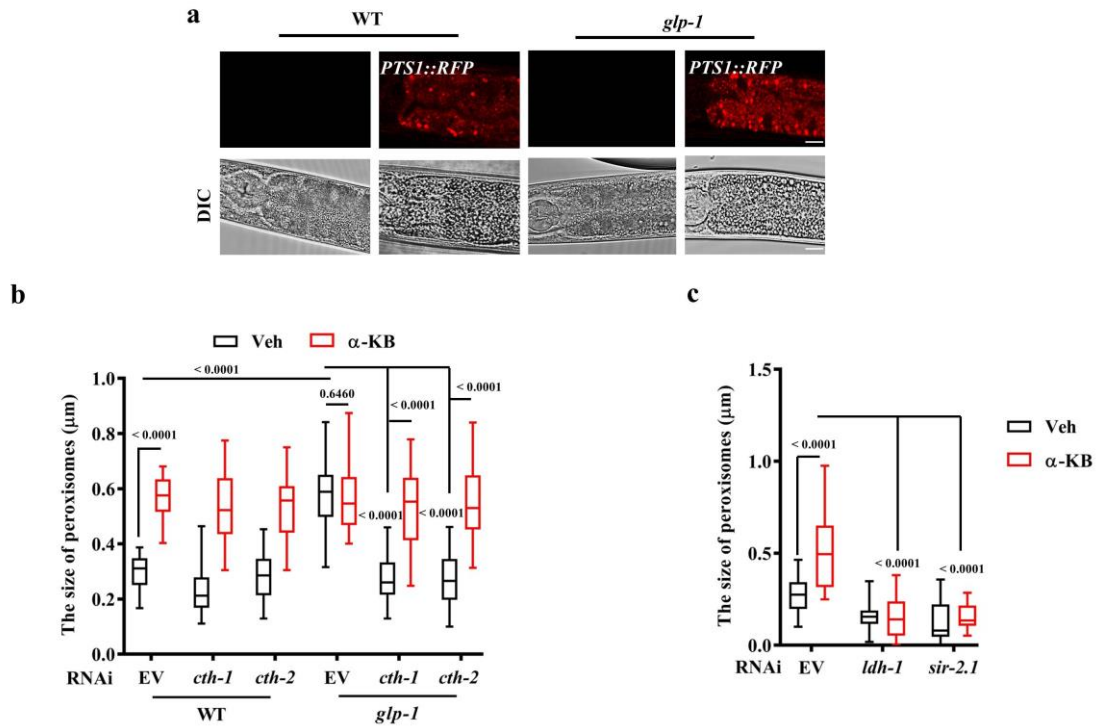 a
WT
glp-1
PTS1::RFP
PTS1::RFP
DIC
b
Veh
α-KB
The size of peroxisomes (μm)
1.0
0.8
0.6
0.4
0.2
0.0
< 0.0001
< 0.0001
0.6460
< 0.0001
< 0.0001
< 0.0001
< 0.0001
RNAi
EV
cth-1
cth-2
EV
cth-1
cth-2
WT
glp-1
c
Veh
α-KB
The size of peroxisomes (μm)
1.5
1.0
0.5
0.0
< 0.0001
< 0.0001
< 0.0001
RNAi
EV
ldh-1
sir-2.1